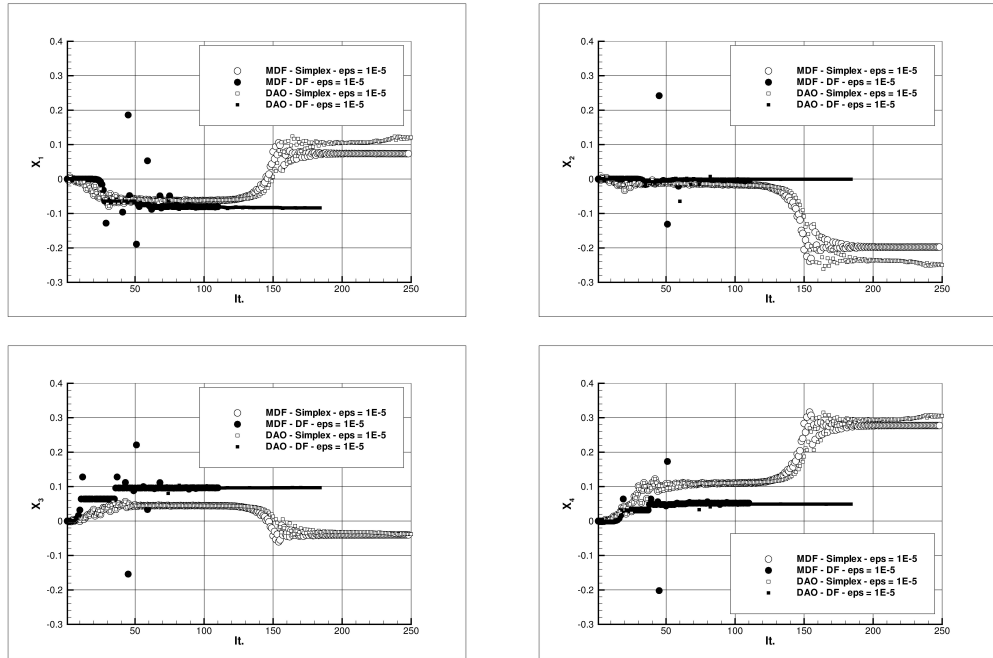 0.4
0.3
0.2
0.1
0
-0.1
-0.2
-0.3
X1
50
100
150
200
250
It.
MDF - Simplex - eps = 1E-5
MDF - DF - eps = 1E-5
DAO - Simplex - eps = 1E-5
DAO - DF - eps = 1E-5
0.4
0.3
0.2
0.1
0
-0.1
-0.2
-0.3
X2
50
100
150
200
250
It.
MDF - Simplex - eps = 1E-5
MDF - DF - eps = 1E-5
DAO - Simplex - eps = 1E-5
DAO - DF - eps = 1E-5
0.4
0.3
0.2
0.1
0
-0.1
-0.2
-0.3
X3
50
100
150
200
250
It.
MDF - Simplex - eps = 1E-5
MDF - DF - eps = 1E-5
DAO - Simplex - eps = 1E-5
DAO - DF - eps = 1E-5
0.4
0.3
0.2
0.1
0
-0.1
-0.2
-0.3
X4
50
100
150
200
250
It.
MDF - Simplex - eps = 1E-5
MDF - DF - eps = 1E-5
DAO - Simplex - eps = 1E-5
DAO - DF - eps = 1E-5